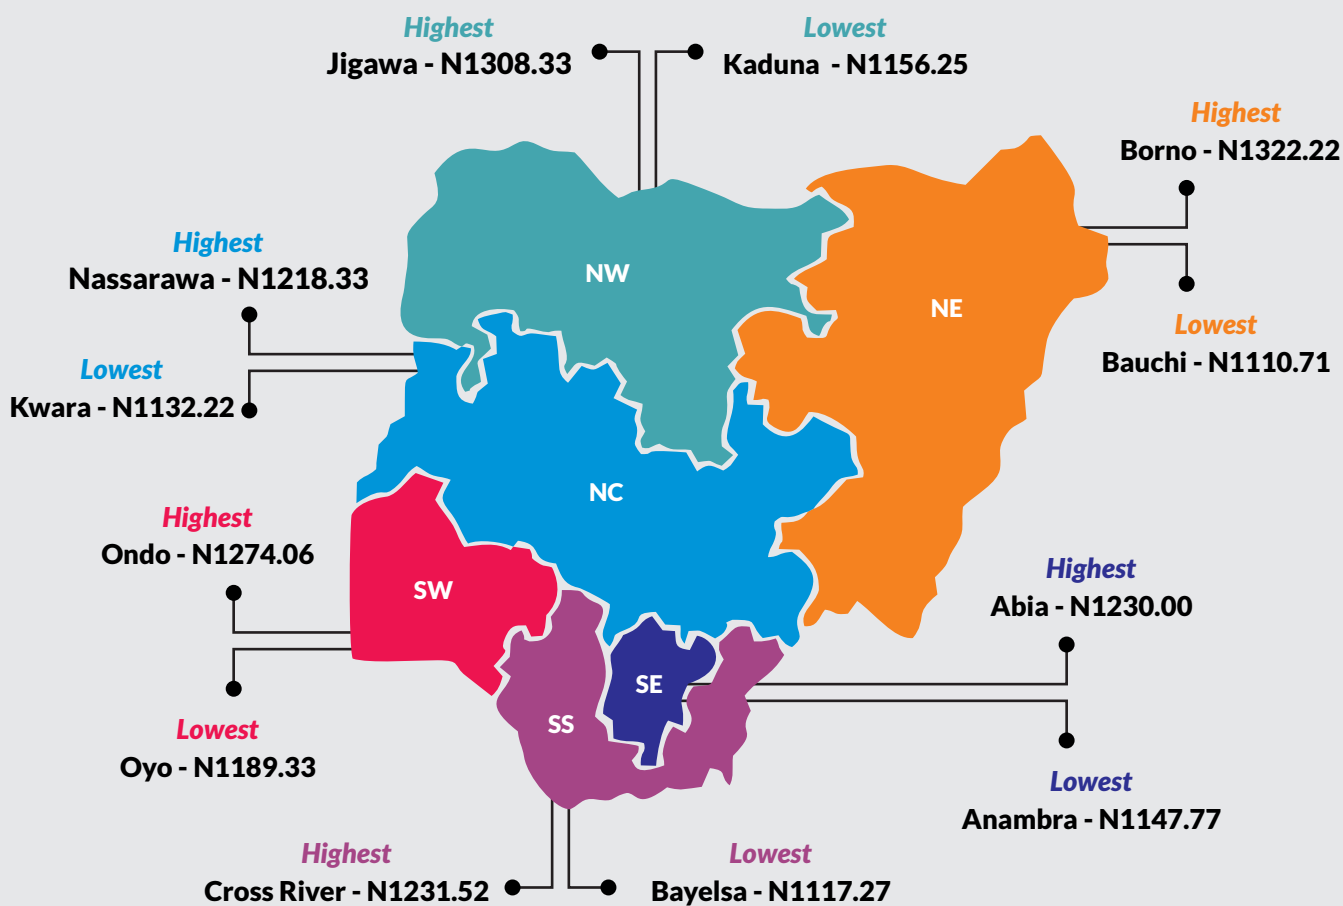 Highest
Jigawa - N1308.33
Lowest
Kaduna - N1156.25
Highest
Borno - N1322.22
Lowest
Bauchi - N1110.71
Highest
Nassarawa - N1218.33
Lowest
Kwara - N1132.22
NW
NE
NC
Highest
Ondo - N1274.06
Lowest
Oyo - N1189.33
SW
SS
SE
Highest
Abia - N1230.00
Lowest
Anambra - N1147.77
Highest
Cross River - N1231.52
Lowest
Bayelsa - N1117.27